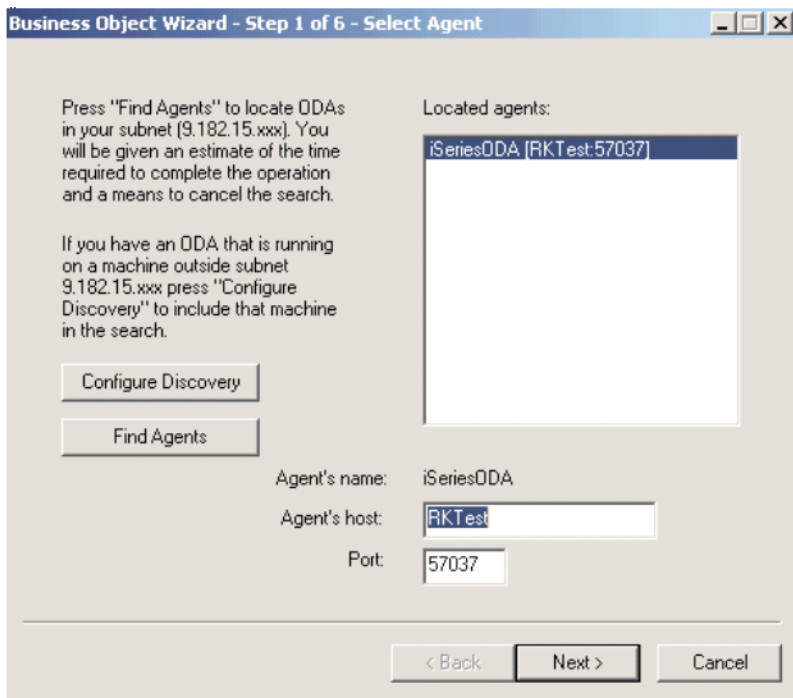 Business Object Wizard - Step 1 of 6 - Select Agent
Press "Find Agents" to locate ODAs
in your subnet (9.182.15.xxx). You
will be given an estimate of the time
required to complete the operation
and a means to cancel the search.
If you have an ODA that is running
on a machine outside subnet
9.182.15.xxx press "Configure
Discovery" to include that machine
in the search.
Configure Discovery
Find Agents
Located agents:
iSeriesODA [RKTest:57037]
Agent's name: iSeriesODA
Agent's host: RKTest
Port: 57037
< Back Next > Cancel